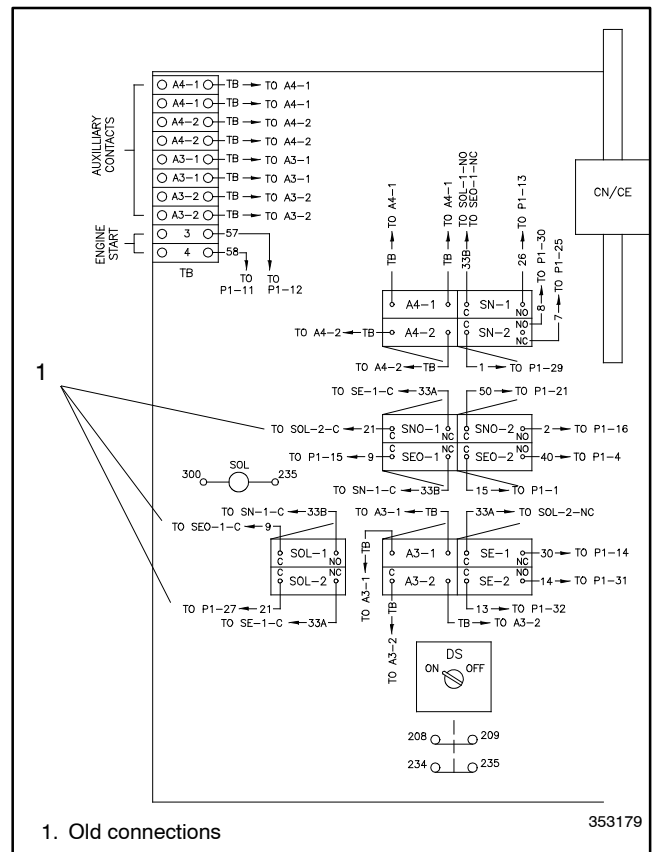 AUXILLIARY
CONTACTS
A4-1 TB TO A4-1
A4-1 TB TO A4-1
A4-2 TB TO A4-2
A4-2 TB TO A4-2
A3-1 TB TO A3-1
A3-1 TB TO A3-1
A3-2 TB TO A3-2
A3-2 TB TO A3-2
ENGINE
START
3 57
4 58
TB
TO
P1-11
TO
P1-12
CN/CE
TO A4-1
TB
TO A4-1
TB
TO SOL-1-NO
TO SEO-1-NC
33B
TO P1-13
26
TO P1-30
8
TO P1-25
7
A4-1 C SN-1 NO
TO A4-2 TB A4-2 C SN-2 NO NC
TO A4-2 TB 1 TO P1-29
1
TO SE-1-C 33A 50 TO P1-21
TO SOL-2-C 21 C SNO-1 NC C SNO-2 NO 2 TO P1-16
TO P1-15 9 C SEO-1 NC C SEO-2 NO 40 TO P1-4
TO SN-1-C 33B 15 TO P1-1
300 SOL 235
TO SN-1-C 33B TO A3-1 TB 33A TO SOL-2-NC
TO SEO-1-C 9
TB
TO A3-1
C SOL-1 NO
C SOL-2 NC
A3-1 C SE-1 NC 30 TO P1-14
C A3-2 C SE-2 NO 14 TO P1-31
TO P1-27 21 13 TO P1-32
TO SE-1-C 33A TB TO A3-2
TB
TO A3-2
DS
ON OFF
208 209
234 235
353179
1. Old connections